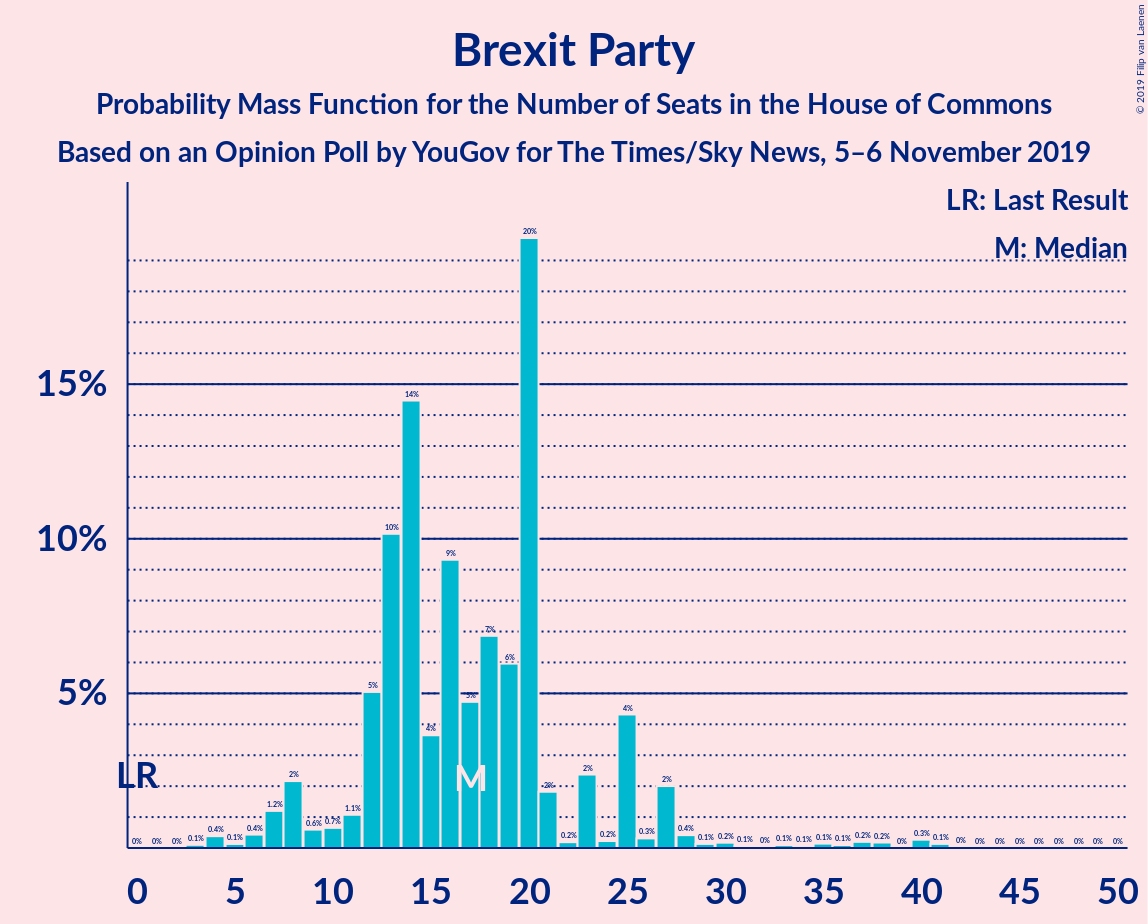 Brexit Party
Probability Mass Function for the Number of Seats in the House of Commons
Based on an Opinion Poll by YouGov for The Times/Sky News, 5–6 November 2019
© 2019 Filip van Laenen
LR: Last Result
M: Median
15%
10%
5%
0% 0% 0% 0.1% 0.4% 0.1% 0.4% 1.2% 2% 0.6% 0.7% 1.1% 5% 10% 14% 4% 9% 5% 7% 6% 20% 2% 0.2% 2% 0.2% 4% 0.3% 2% 0.4% 0.1% 0.2% 0.1% 0% 0.1% 0.1% 0.1% 0.1% 0.2% 0.2% 0% 0.3% 0.1% 0% 0% 0% 0% 0% 0% 0% 0% 0%
LR M
0 5 10 15 20 25 30 35 40 45 50